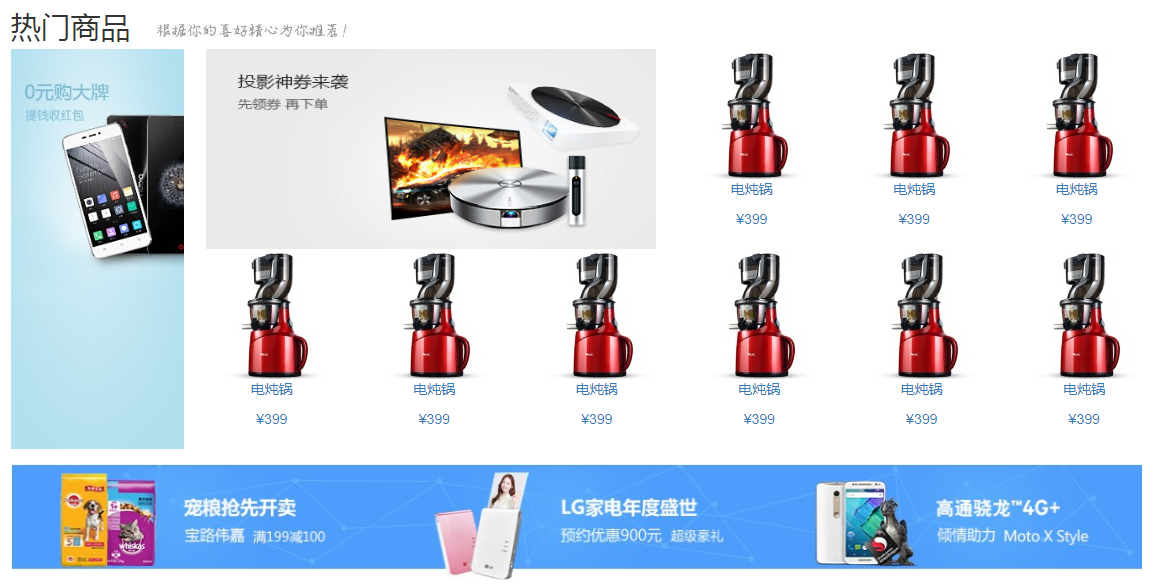 热门商品 根据你的喜好精心为你推荐!
0元购大牌
提钱收红包
投影神券来袭
先领券 再下单
电炖锅 电炖锅 电炖锅
¥399 ¥399 ¥399
电炖锅 电炖锅 电炖锅 电炖锅 电炖锅 电炖锅
¥399 ¥399 ¥399 ¥399 ¥399 ¥399
宠粮抢先开卖
宝路伟嘉 满199减100
whiskas
LG家电年度盛世
预约优惠900元 超级豪礼
高通骁龙™4G+
倾情助力 Moto X Style